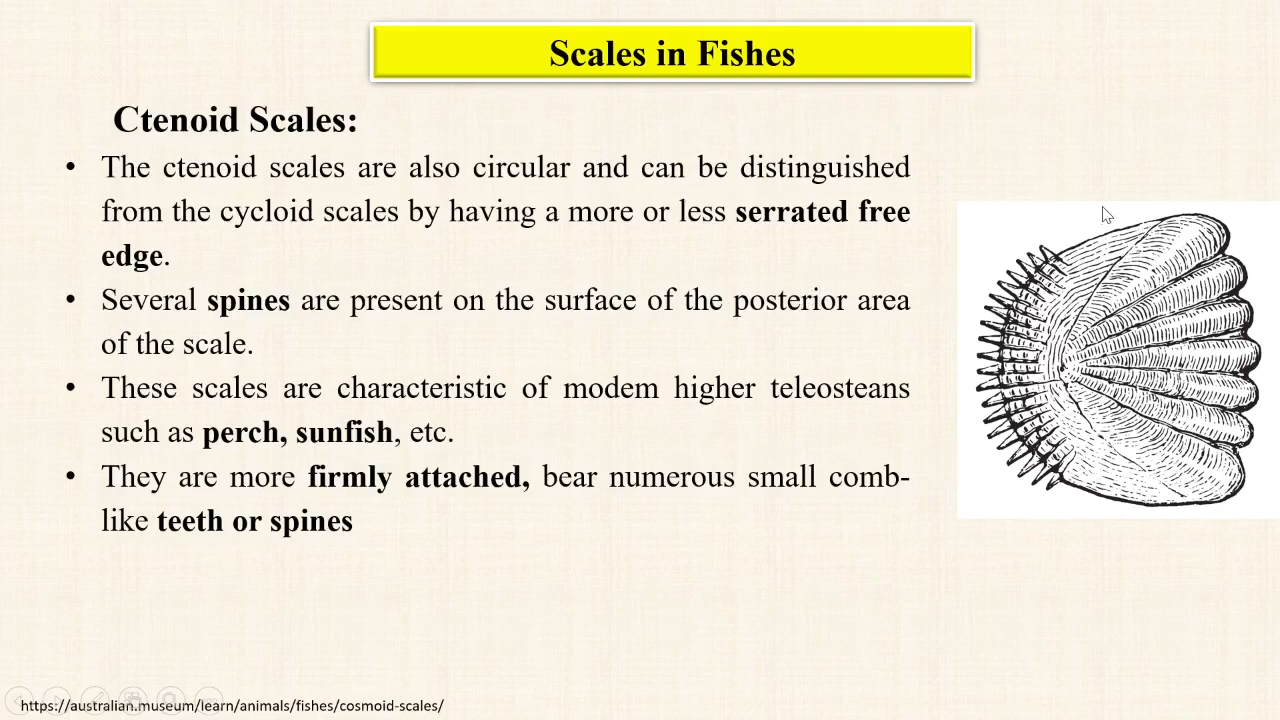 Scales in Fishes
Ctenoid Scales:
• The ctenoid scales are also circular and can be distinguished
from the cycloid scales by having a more or less serrated free
edge.
• Several spines are present on the surface of the posterior area
of the scale.
• These scales are characteristic of modem higher teleosteans
such as perch, sunfish, etc.
• They are more firmly attached, bear numerous small comb-
like teeth or spines
https://australian.museum/learn/animals/fishes/cosmoid-scales/